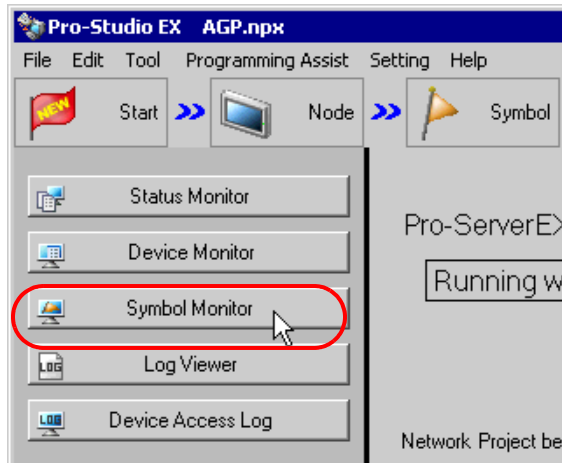 Pro-Studio EX AGP.npx
File Edit Tool Programming Assist Setting Help
NEW Start Node Symbol
Status Monitor
Pro-ServerEX
Device Monitor
Running w
Symbol Monitor
LOG Log Viewer
LOG Device Access Log
Network Project be